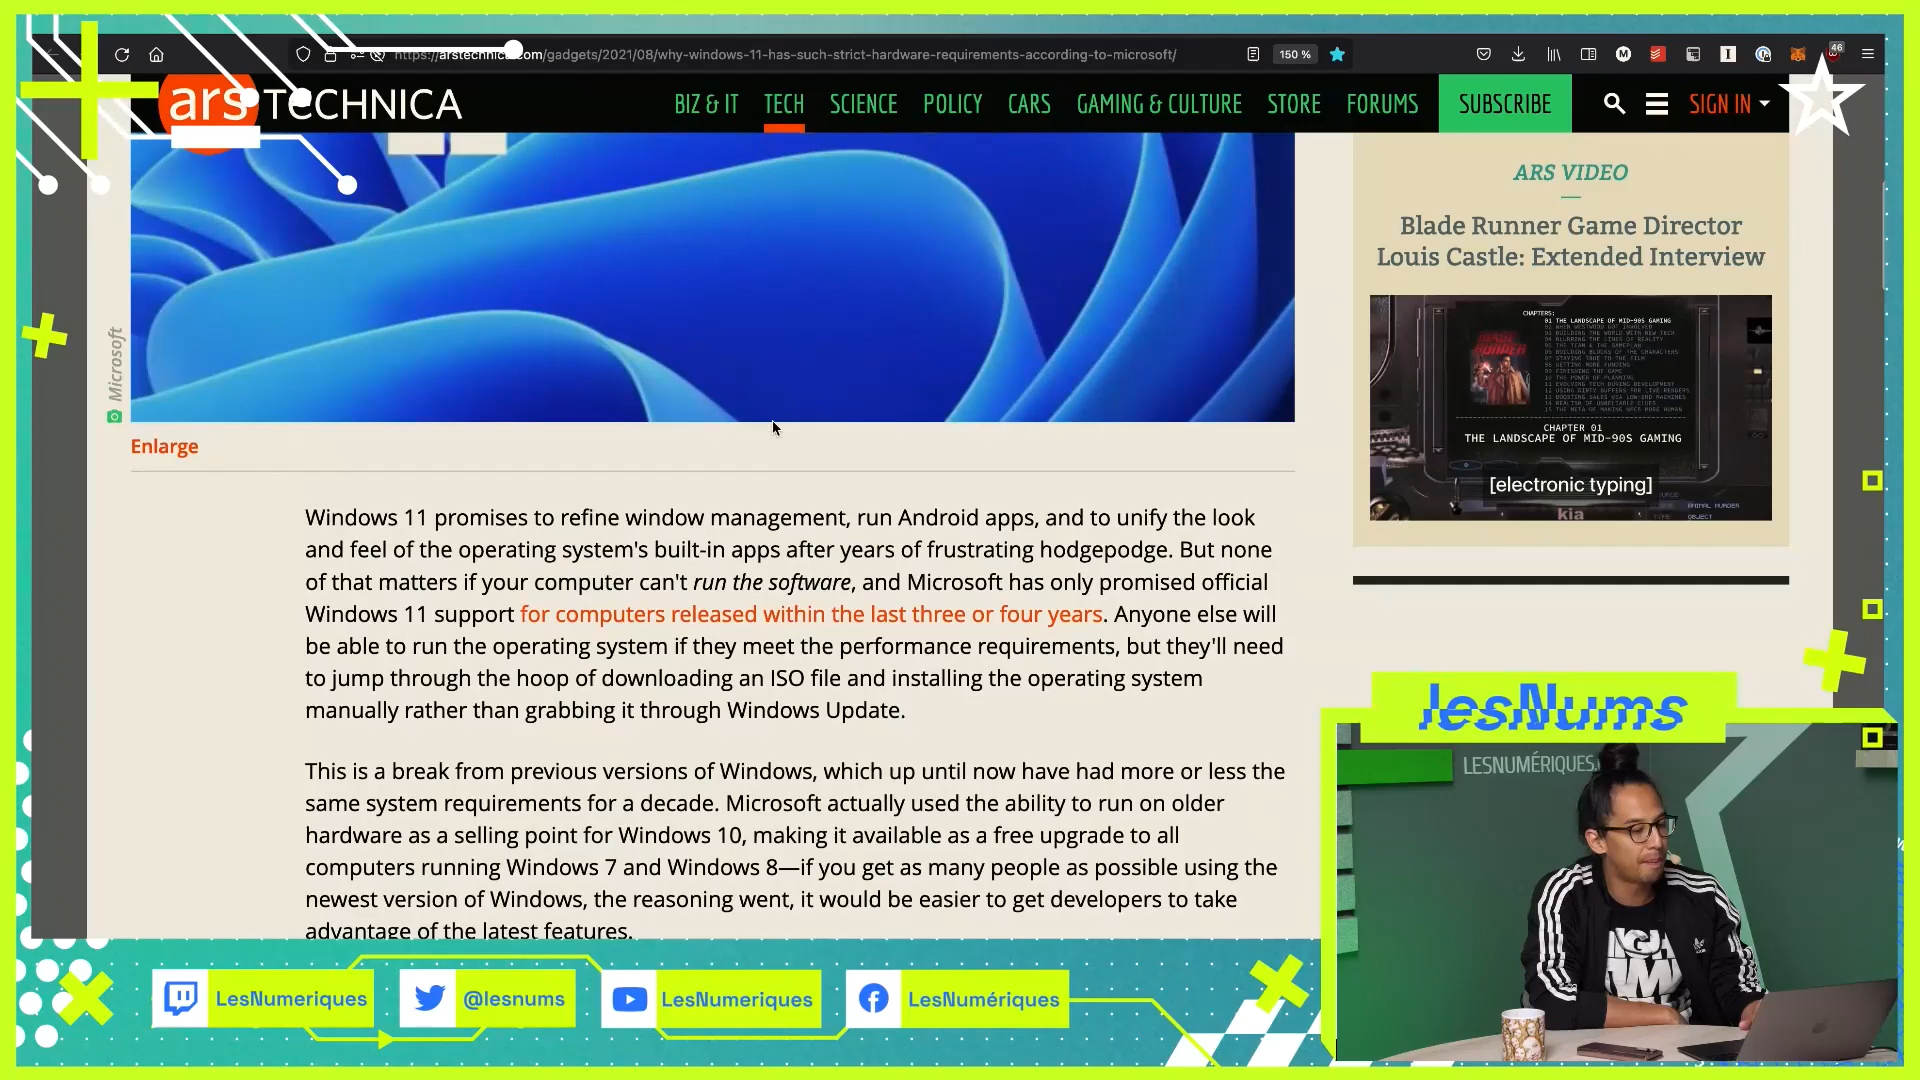 https://arstechnica.com/gadgets/2021/08/why-windows-11-has-such-strict-hardware-requirements-according-to-microsoft/
150 %
46
ars TECHNICA
BIZ & IT TECH SCIENCE POLICY CARS GAMING & CULTURE STORE FORUMS SUBSCRIBE SIGN IN
Microsoft
Enlarge
Windows 11 promises to refine window management, run Android apps, and to unify the look
and feel of the operating system's built-in apps after years of frustrating hodgepodge. But none
of that matters if your computer can't run the software, and Microsoft has only promised official
Windows 11 support for computers released within the last three or four years. Anyone else will
be able to run the operating system if they meet the performance requirements, but they'll need
to jump through the hoop of downloading an ISO file and installing the operating system
manually rather than grabbing it through Windows Update.
This is a break from previous versions of Windows, which up until now have had more or less the
same system requirements for a decade. Microsoft actually used the ability to run on older
hardware as a selling point for Windows 10, making it available as a free upgrade to all
computers running Windows 7 and Windows 8—if you get as many people as possible using the
newest version of Windows, the reasoning went, it would be easier to get developers to take
advantage of the latest features.
ARS VIDEO
Blade Runner Game Director
Louis Castle: Extended Interview
CHAPTERS:
01 THE LANDSCAPE OF MID-90S GAMING
CHAPTER 01
THE LANDSCAPE OF MID-90S GAMING
[electronic typing]
kia
lesNums
LESNUMÉRIQUES.
LesNumeriques
@lesnums
LesNumeriques
LesNumériques